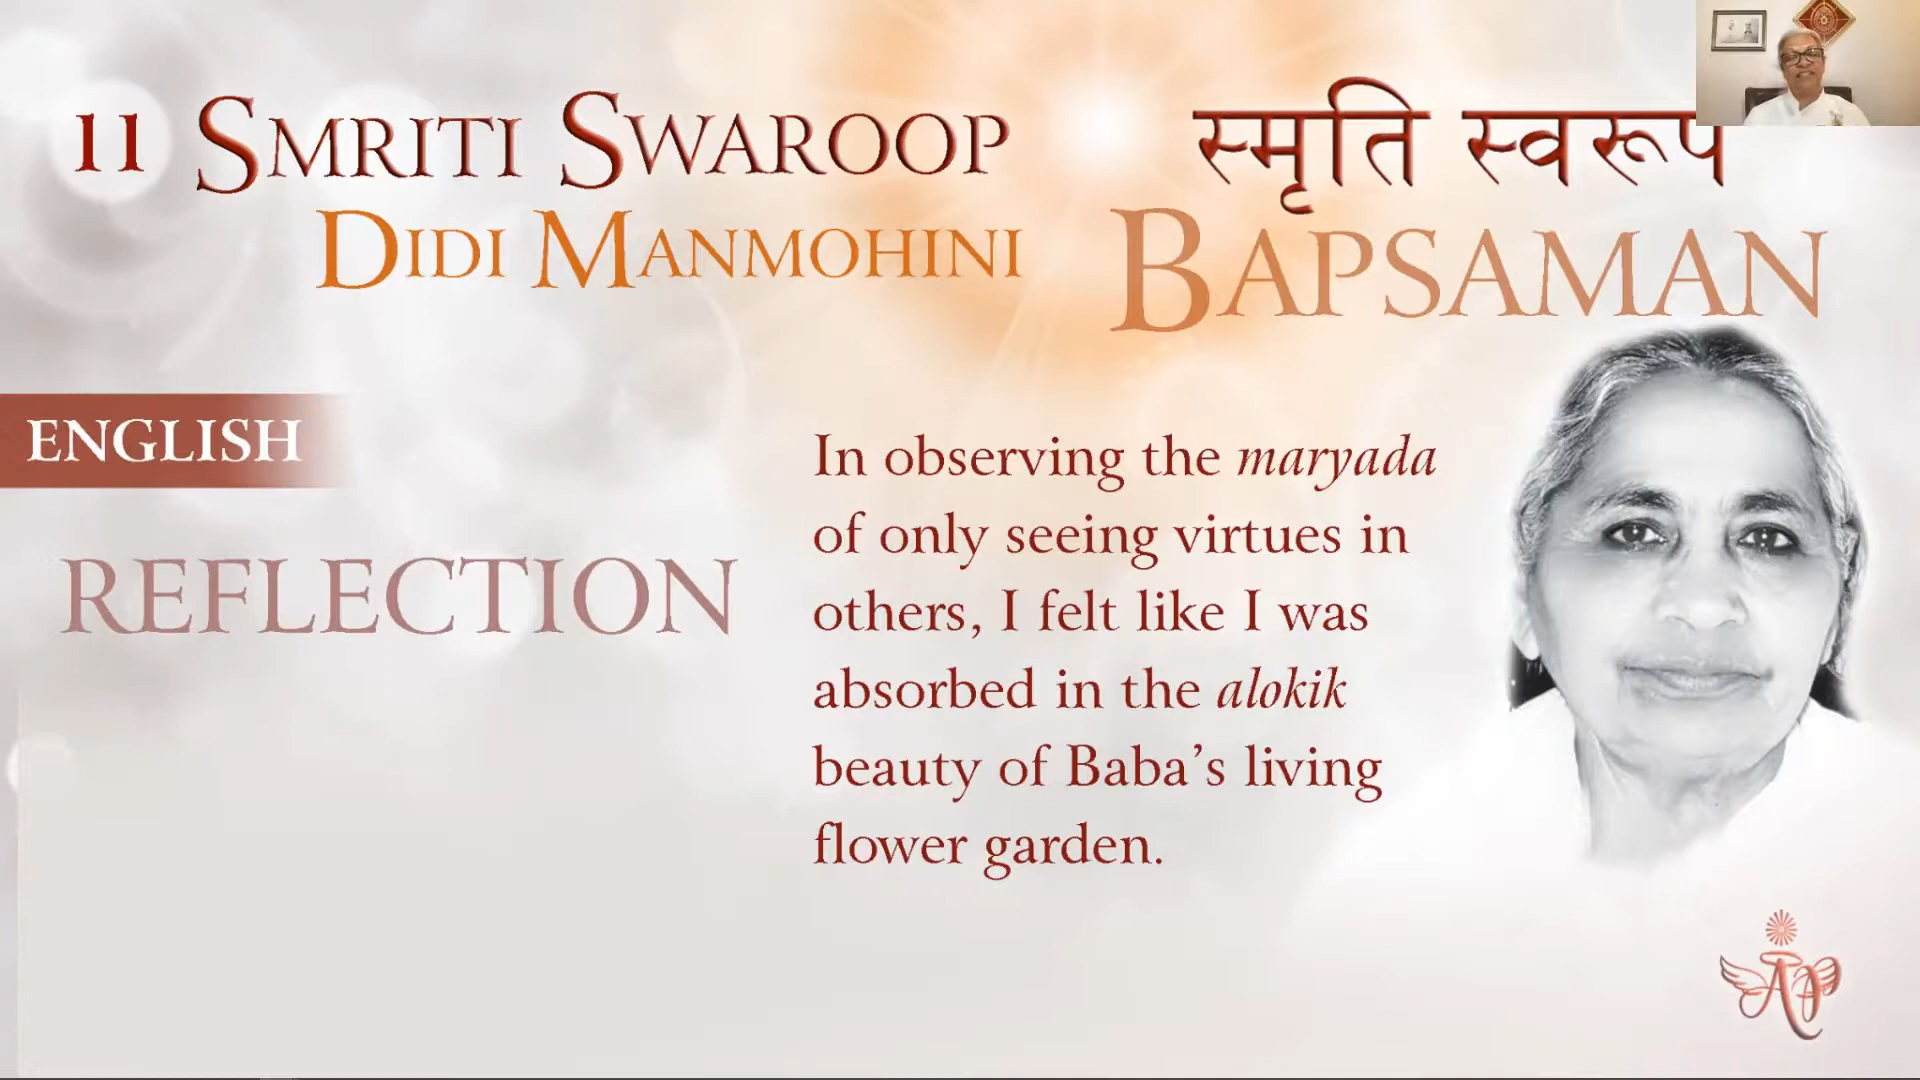 11 SMRITI SWAROOP
DIDI MANMOHINI
स्मृति स्वरूप
BAPSAMAN
ENGLISH
REFLECTION
In observing the maryada
of only seeing virtues in
others, I felt like I was
absorbed in the alokik
beauty of Baba’s living
flower garden.